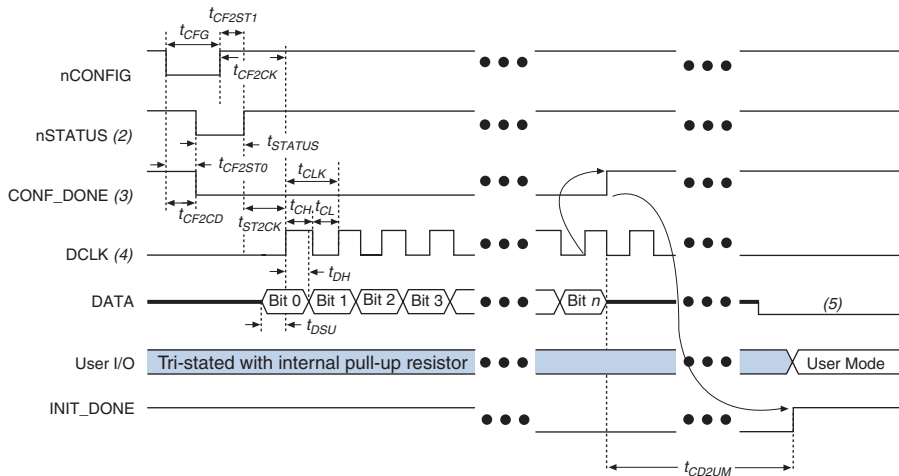 tCF2ST1
tCFG
tCF2CK
nCONFIG
nSTATUS (2)
tSTATUS
tCF2ST0
tCLK
CONF_DONE (3)
tCF2CD
tST2CK
tCH
tCL
DCLK (4)
tDH
DATA
Bit 0
Bit 1
Bit 2
Bit 3
Bit n
(5)
tDSU
User I/O
Tri-stated with internal pull-up resistor
User Mode
INIT_DONE
tCD2UM